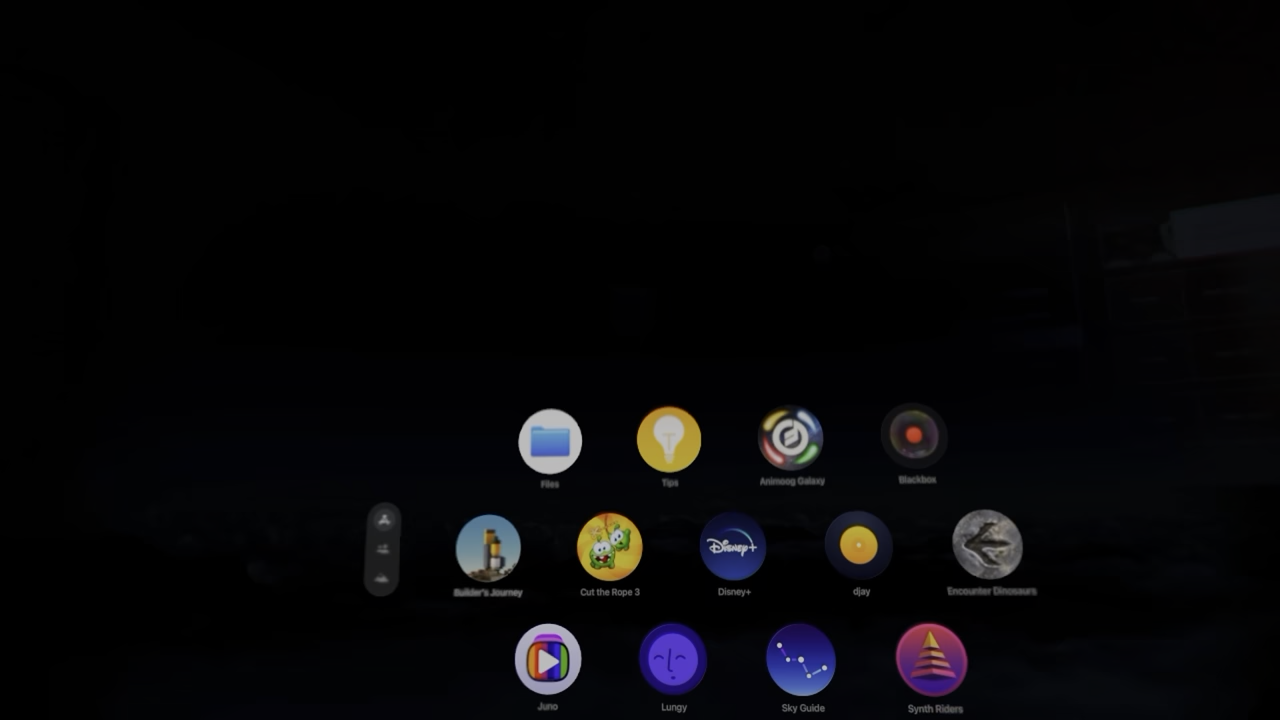 Files
Tips
Animoog Galaxy
Blackbox
Builder's Journey
Cut the Rope 3
Disney+
Disney+
djay
Encounter Dinosaurs
Juno
Lungy
Sky Guide
Synth Riders